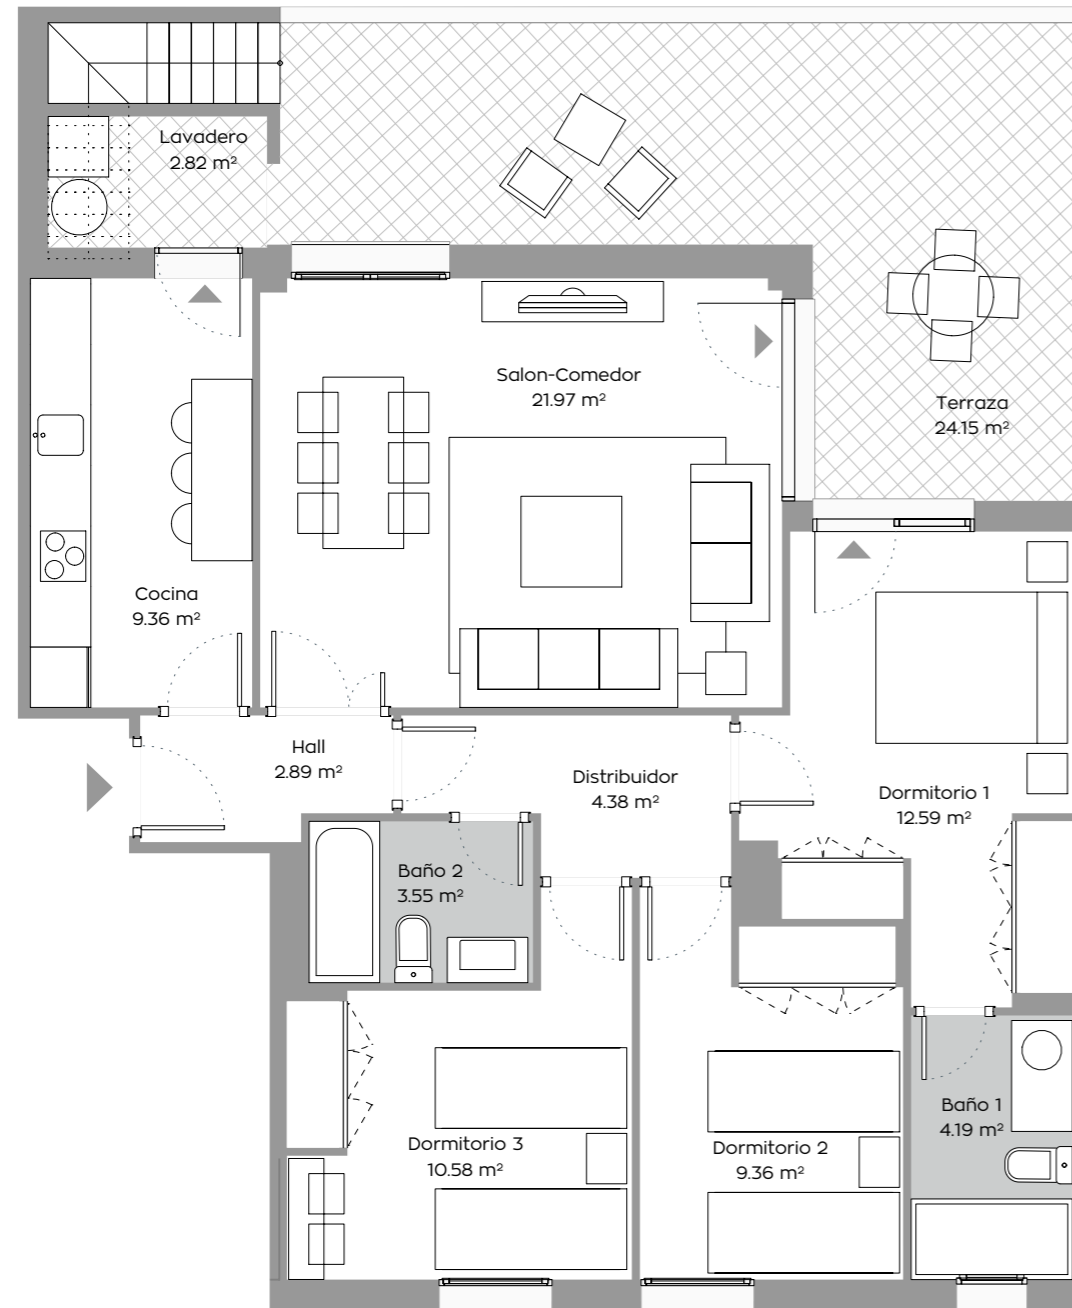 Lavadero
2.82 m²
Salon-Comedor
21.97 m²
Terraza
24.15 m²
Cocina
9.36 m²
Hall
2.89 m²
Distribuidor
4.38 m²
Dormitorio 1
12.59 m²
Baño 2
3.55 m²
Baño 1
4.19 m²
Dormitorio 3
10.58 m²
Dormitorio 2
9.36 m²